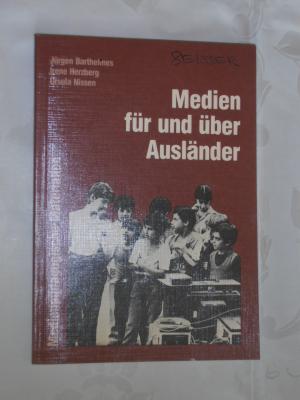 Jürgen Barthelmes
Irene Herzberg
Ursula Nissen
Medien
für und über
Ausländer